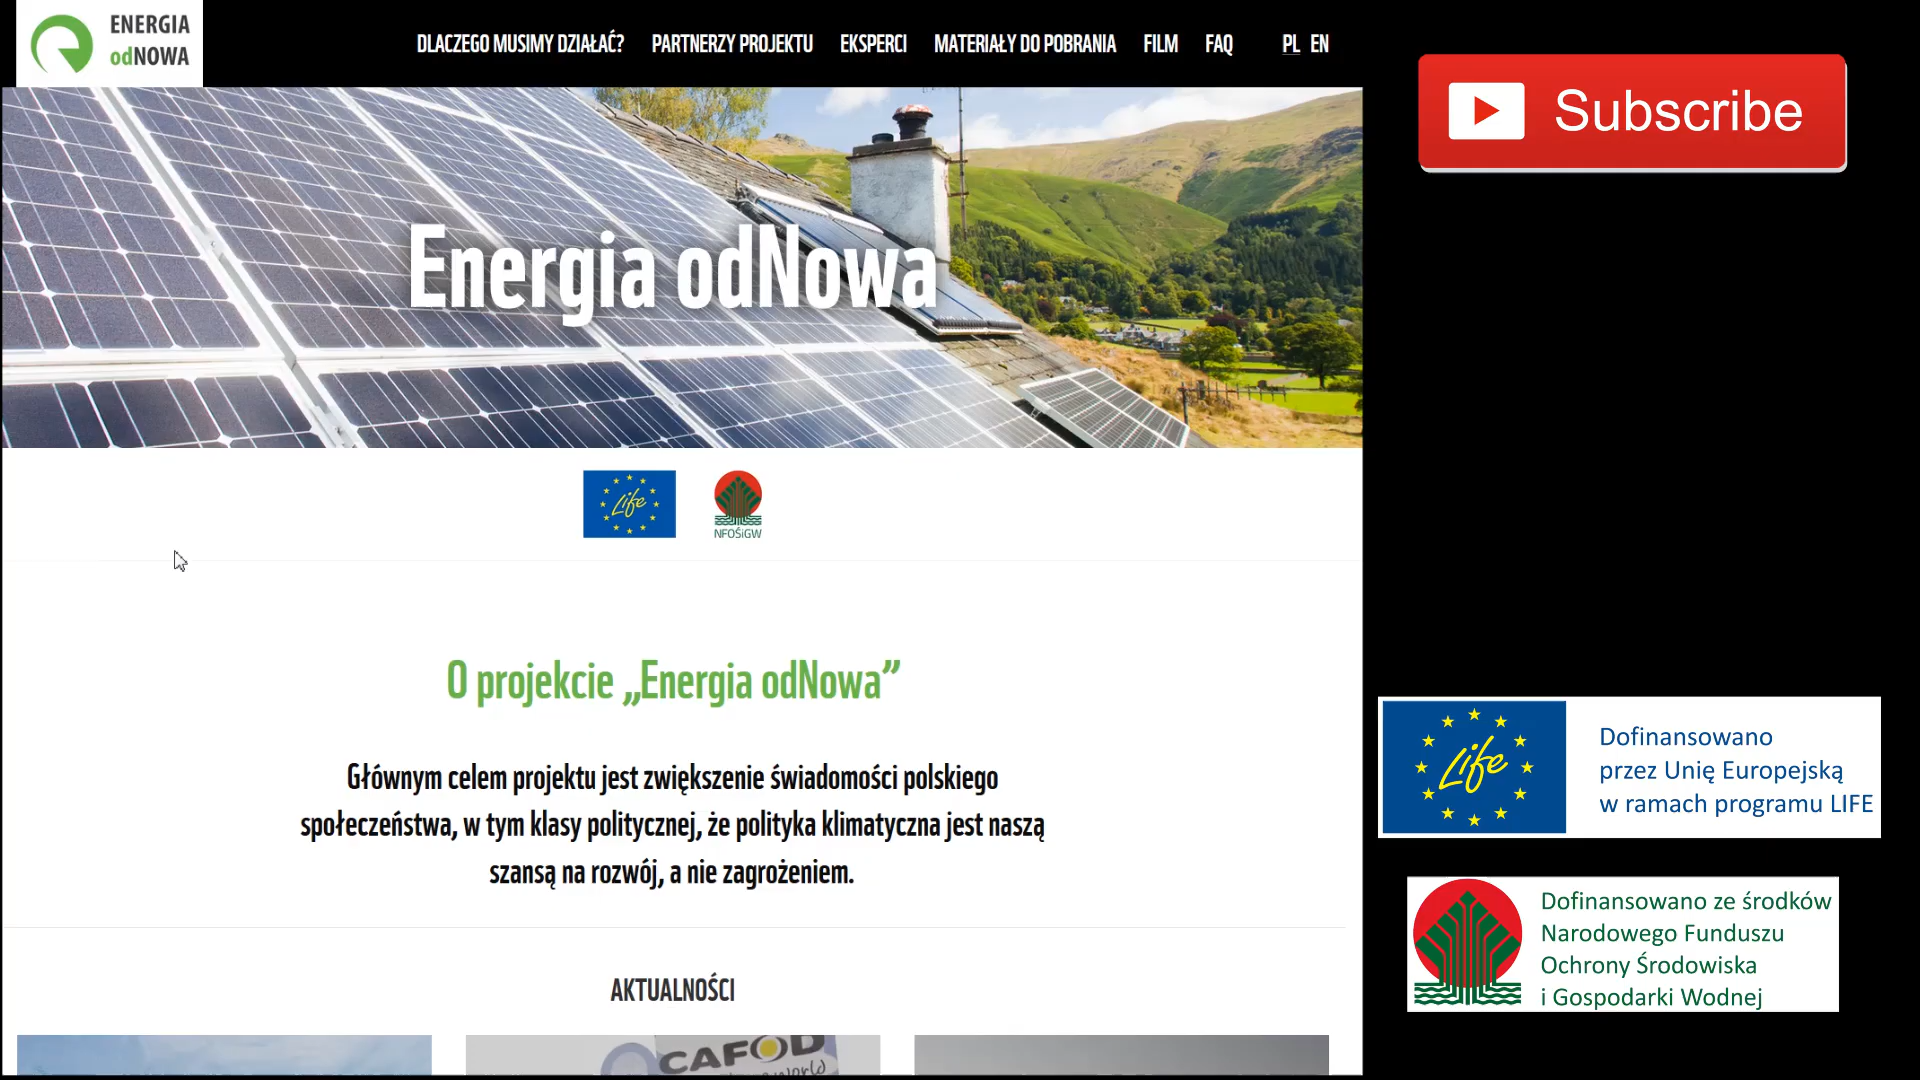 ENERGIA
odNOWA
DLACZEGO MUSIMY DZIAŁAĆ? PARTNERZY PROJEKTU EKSPERCI MATERIAŁY DO POBRANIA FILM FAQ PL EN
Subscribe
Energia odNowa
Life
NFOŚiGW
O projekcie „Energia odNowa”
Głównym celem projektu jest zwiększenie świadomości polskiego
społeczeństwa, w tym klasy politycznej, że polityka klimatyczna jest naszą
szansą na rozwój, a nie zagrożeniem.
Life
Dofinansowano
przez Unię Europejską
w ramach programu LIFE
Dofinansowano ze środków
Narodowego Funduszu
Ochrony Środowiska
i Gospodarki Wodnej
AKTUALNOŚCI
CAFOD
world